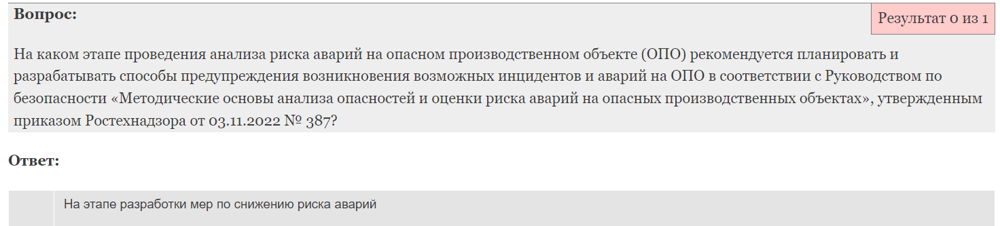 Вопрос:
Результат 0 из 1
На каком этапе проведения анализа риска аварий на опасном производственном объекте (ОПО) рекомендуется планировать и
разрабатывать способы предупреждения возникновения возможных инцидентов и аварий на ОПО в соответствии с Руководством по
безопасности «Методические основы анализа опасностей и оценки риска аварий на опасных производственных объектах», утвержденным
приказом Ростехнадзора от 03.11.2022 № 387?
Ответ:
На этапе разработки мер по снижению риска аварий